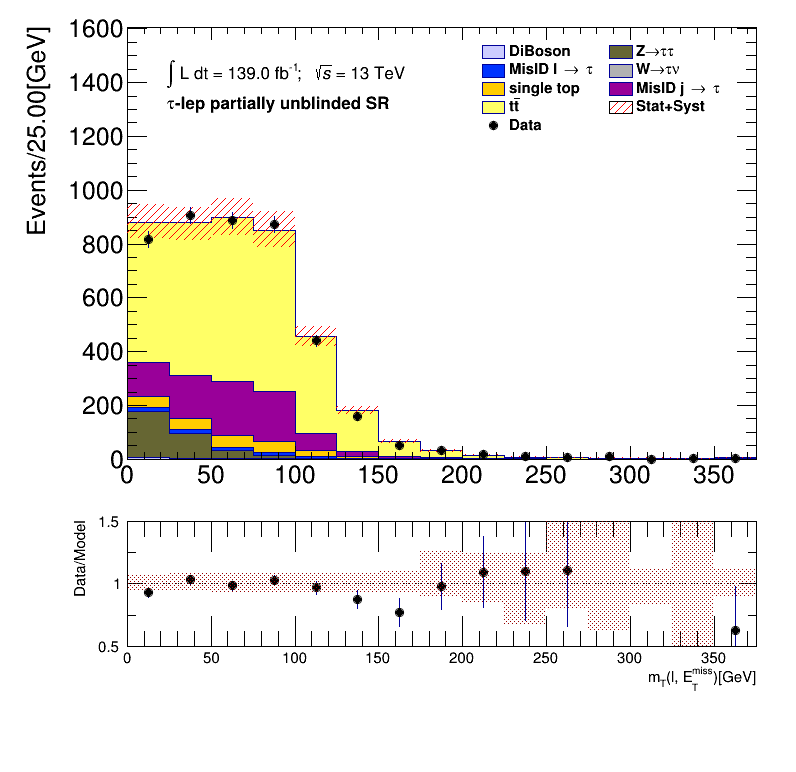 1600
1400
1200
1000
800
600
400
200
0
Events/25.00[GeV]
∫ L dt = 139.0 fb⁻¹; √s = 13 TeV
τ-lep partially unblinded SR
DiBoson
MisID l → τ
single top
tt̄
Data
Z→ττ
W→τν
MisID j → τ
Stat+Syst
0 50 100 150 200 250 300 350
Data/Model
1.5
1
0.5
0 50 100 150 200 250 300 350
m_T(l, E_T^miss)[GeV]